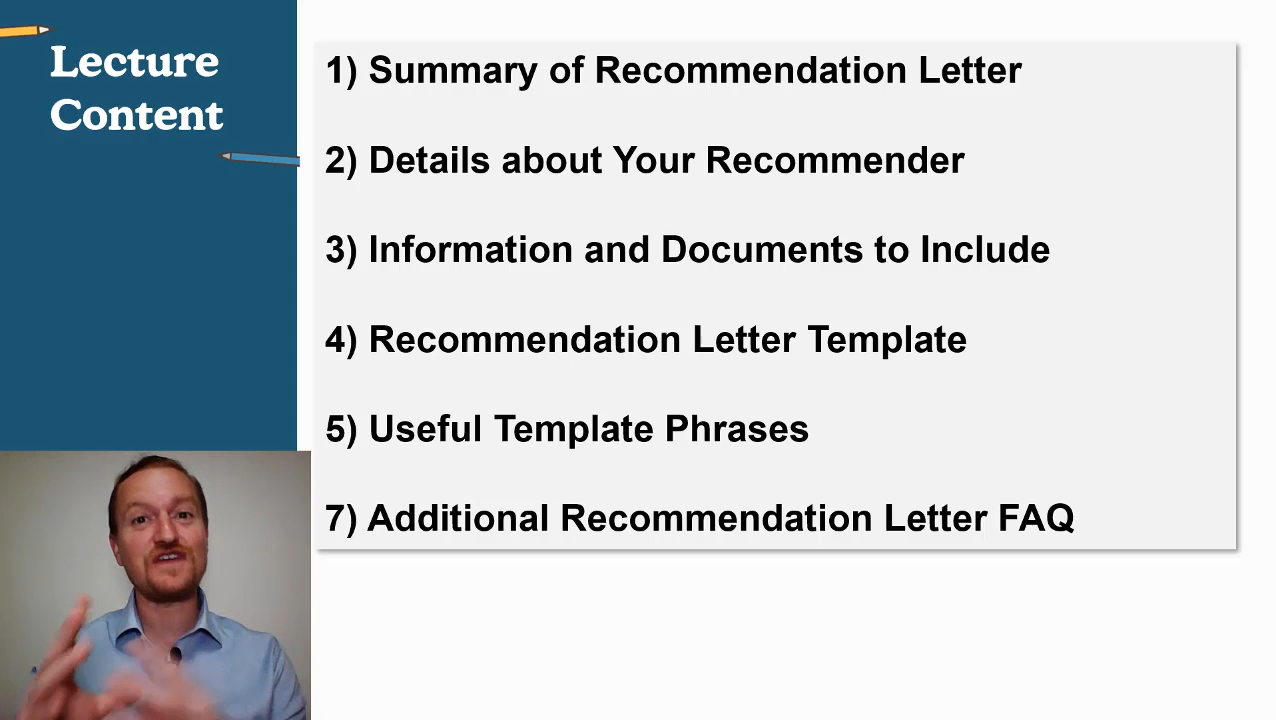 Lecture
Content
1) Summary of Recommendation Letter
2) Details about Your Recommender
3) Information and Documents to Include
4) Recommendation Letter Template
5) Useful Template Phrases
7) Additional Recommendation Letter FAQ